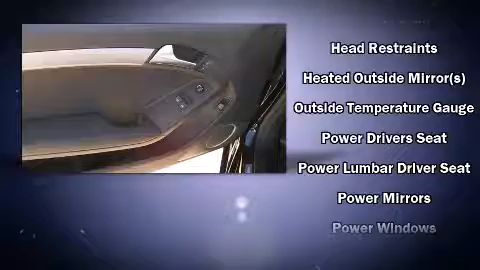 Head Restraints
Heated Outside Mirror(s)
Outside Temperature Gauge
Power Drivers Seat
Power Lumbar Driver Seat
Power Mirrors
Power Windows